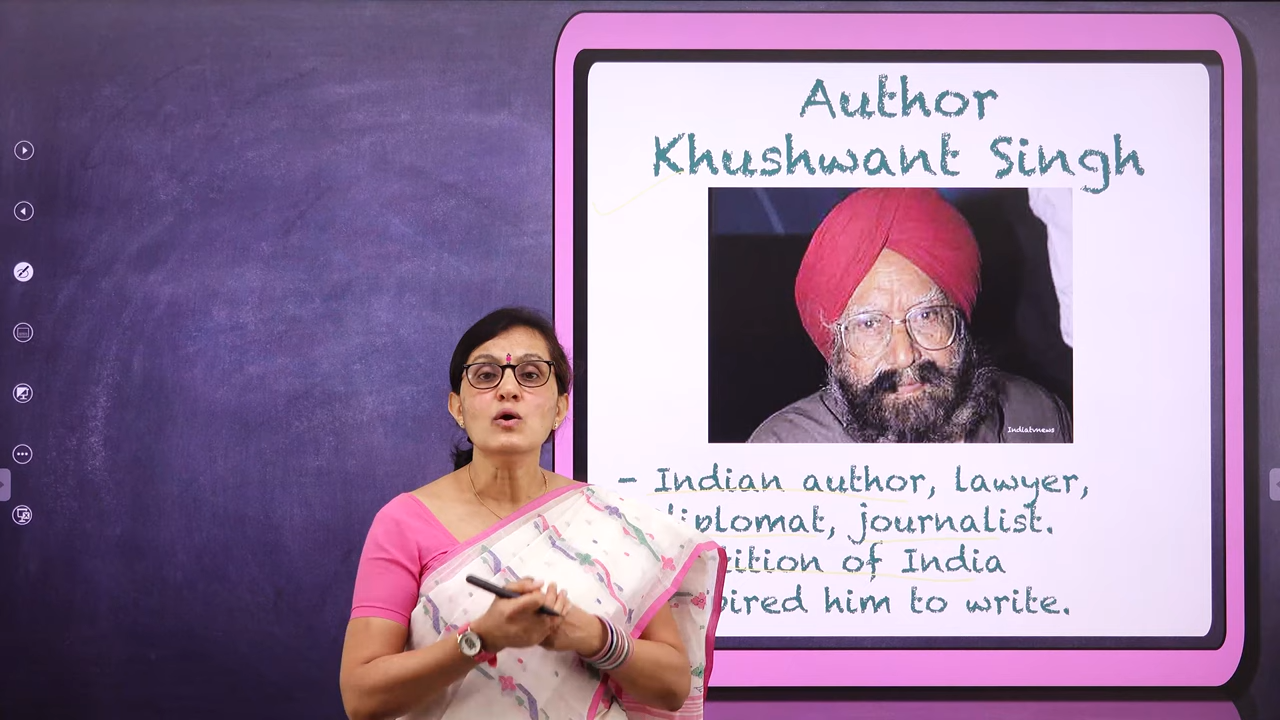 Author
Khushwant Singh
Indiatvnews
- Indian author, lawyer,
journalist.
of India
him to write.